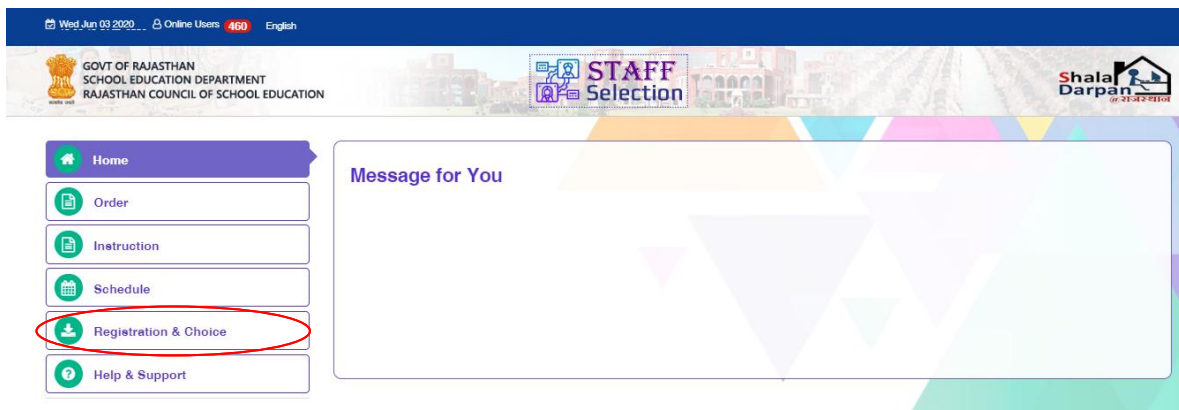 Wed Jun 03 2020 Online Users 460 English
GOVT OF RAJASTHAN
SCHOOL EDUCATION DEPARTMENT
RAJASTHAN COUNCIL OF SCHOOL EDUCATION
STAFF
Selection
Shala
Darpan
@ राजस्थान
Home
Message for You
Order
Instruction
Schedule
Registration & Choice
Help & Support